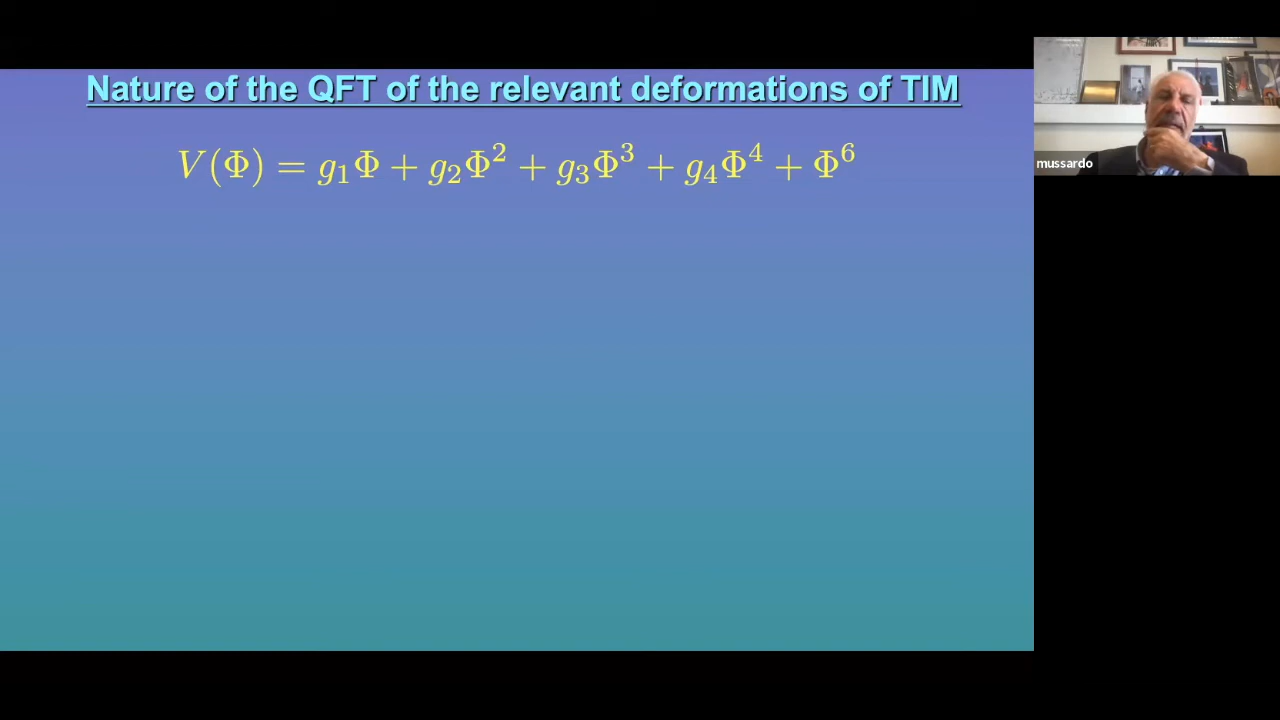 Nature of the QFT of the relevant deformations of TIM
V(Φ) = g₁Φ + g₂Φ² + g₃Φ³ + g₄Φ⁴ + Φ⁶
mussardo